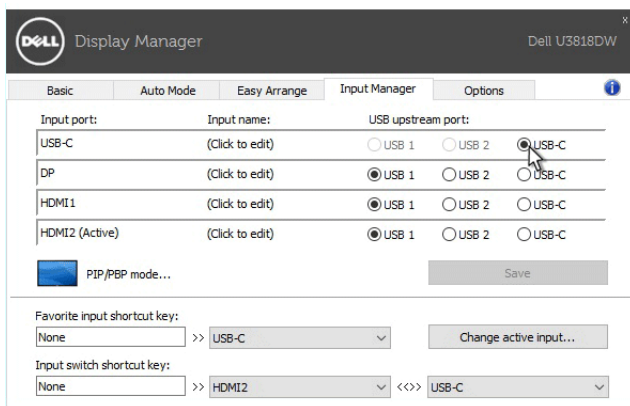 x
DELL Display Manager Dell U3818DW
Basic Auto Mode Easy Arrange Input Manager Options i
Input port: Input name: USB upstream port:
USB-C (Click to edit) USB 1 USB 2 USB-C
DP (Click to edit) USB 1 USB 2 USB-C
HDMI1 (Click to edit) USB 1 USB 2 USB-C
HDMI2 (Active) (Click to edit) USB 1 USB 2 USB-C
PIP/PBP mode... Save
Favorite input shortcut key:
None >> USB-C Change active input...
Input switch shortcut key:
None >> HDMI2 <<>> USB-C